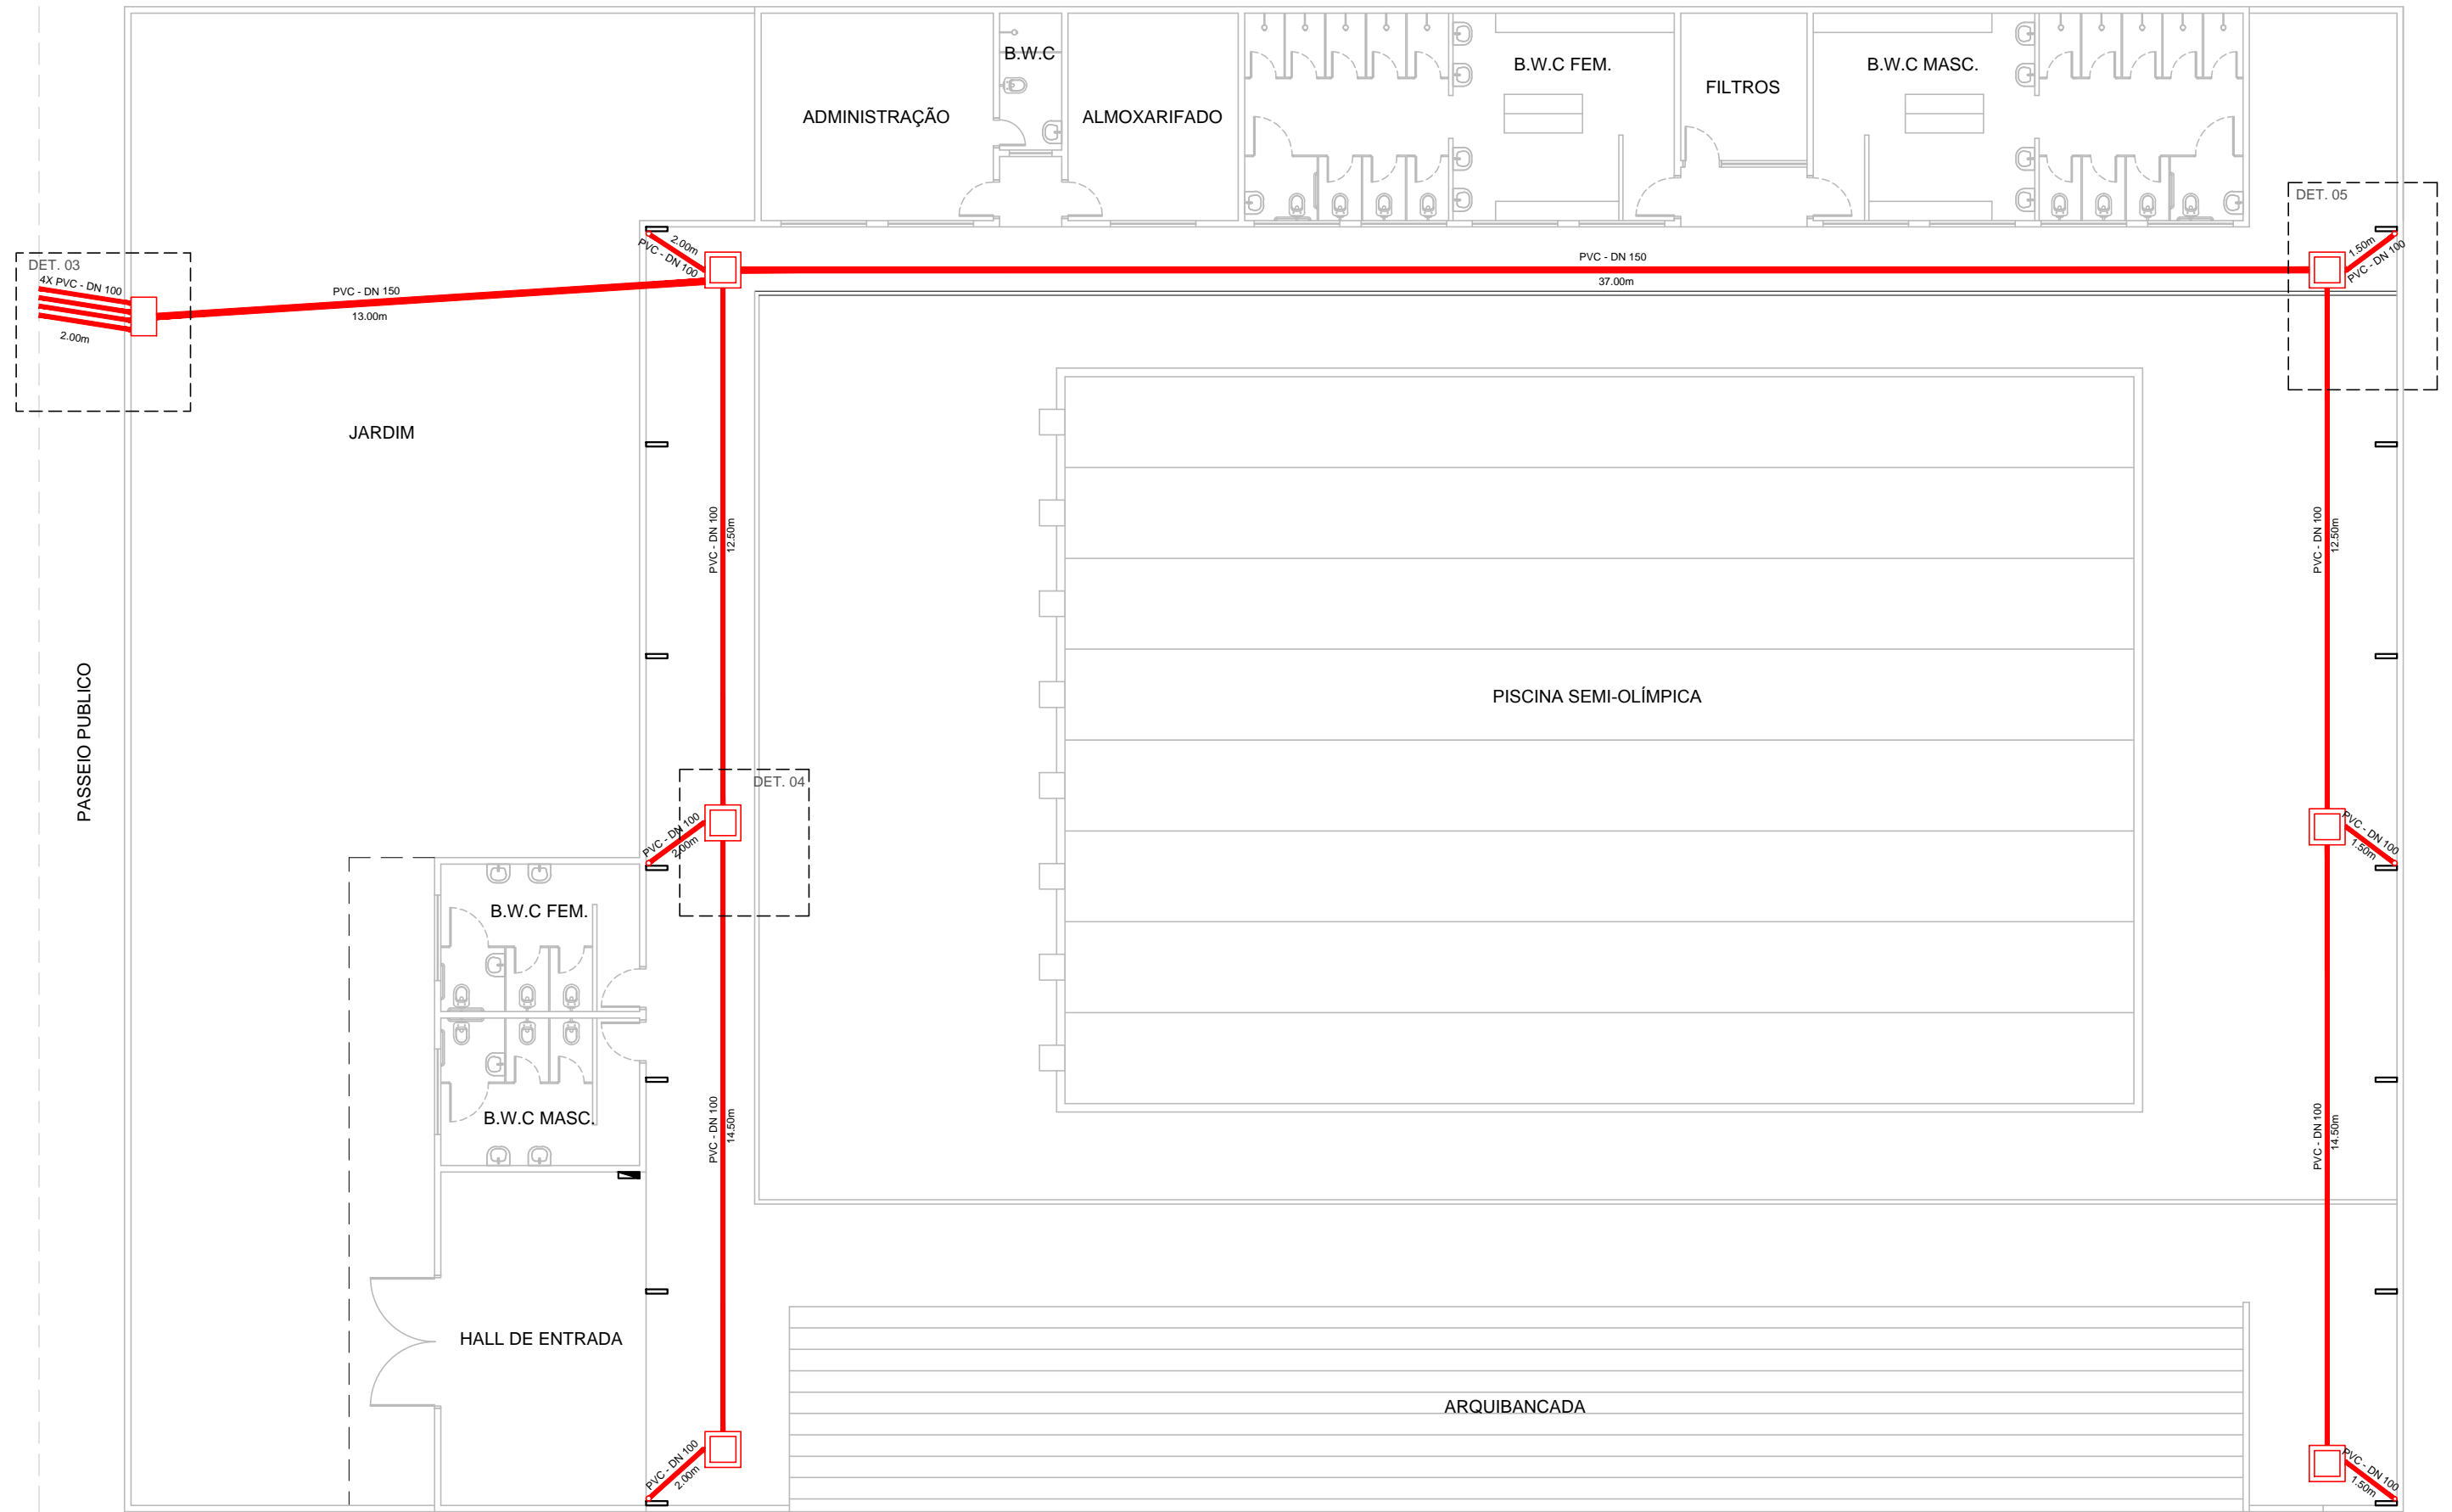 B.W.C
B.W.C FEM.
B.W.C MASC.
FILTROS
ADMINISTRAÇÃO
ALMOXARIFADO
DET. 05
2.00m
PVC - DN 100
1.50m
PVC - DN 100
PVC - DN 150
37.00m
DET. 03
4X PVC - DN 100
2.00m
PVC - DN 150
13.00m
JARDIM
PVC - DN 100
12.50m
PVC - DN 100
12.50m
PASSEIO PUBLICO
PISCINA SEMI-OLÍMPICA
DET. 04
PVC - DN 100
2.00m
PVC - DN 100
1.50m
B.W.C FEM.
B.W.C MASC.
PVC - DN 100
14.50m
PVC - DN 100
14.50m
HALL DE ENTRADA
ARQUIBANCADA
PVC - DN 100
2.00m
PVC - DN 100
1.50m